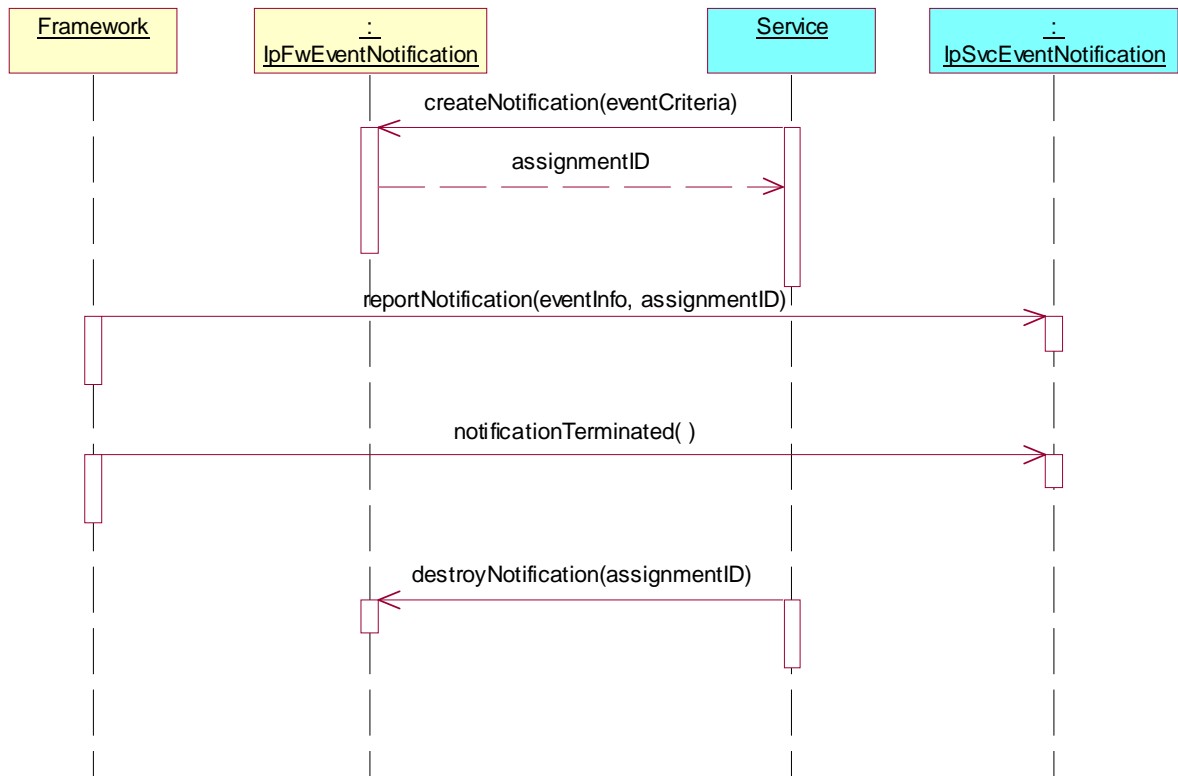 Framework
:
IpFwEventNotification
Service
:
IpSvcEventNotification
createNotification(eventCriteria)
assignmentID
reportNotification(eventInfo, assignmentID)
notificationTerminated( )
destroyNotification(assignmentID)